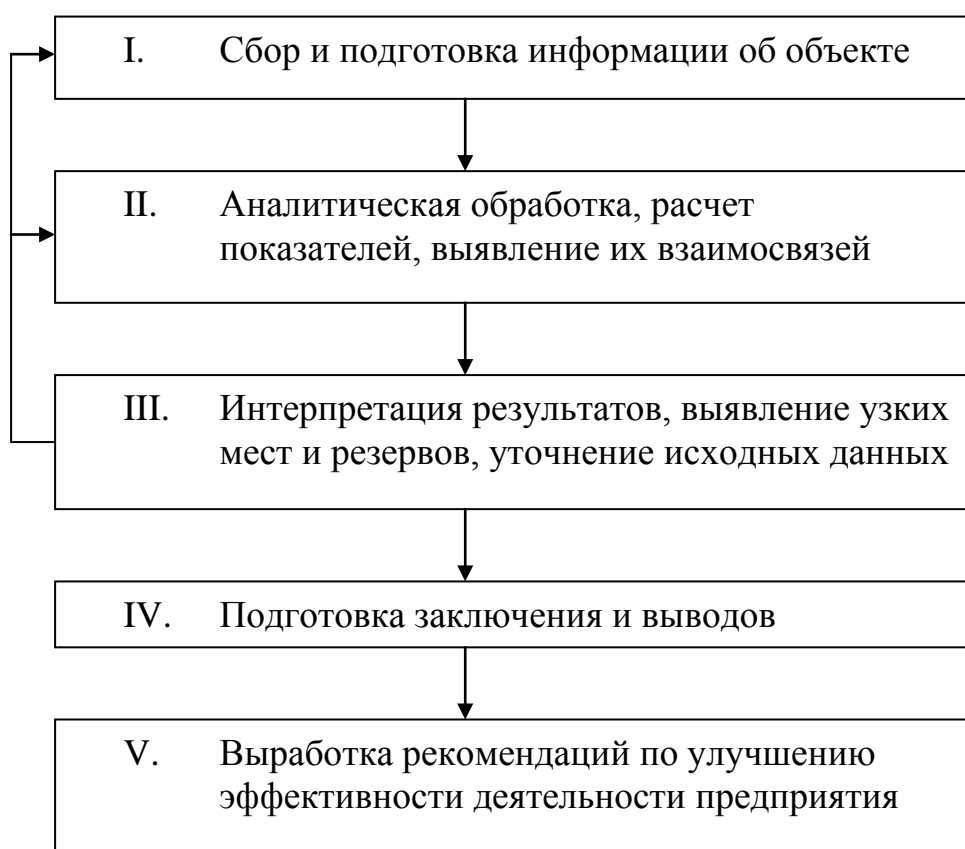 I. Сбор и подготовка информации об объекте
II. Аналитическая обработка, расчет
показателей, выявление их взаимосвязей
III. Интерпретация результатов, выявление узких
мест и резервов, уточнение исходных данных
IV. Подготовка заключения и выводов
V. Выработка рекомендаций по улучшению
эффективности деятельности предприятия